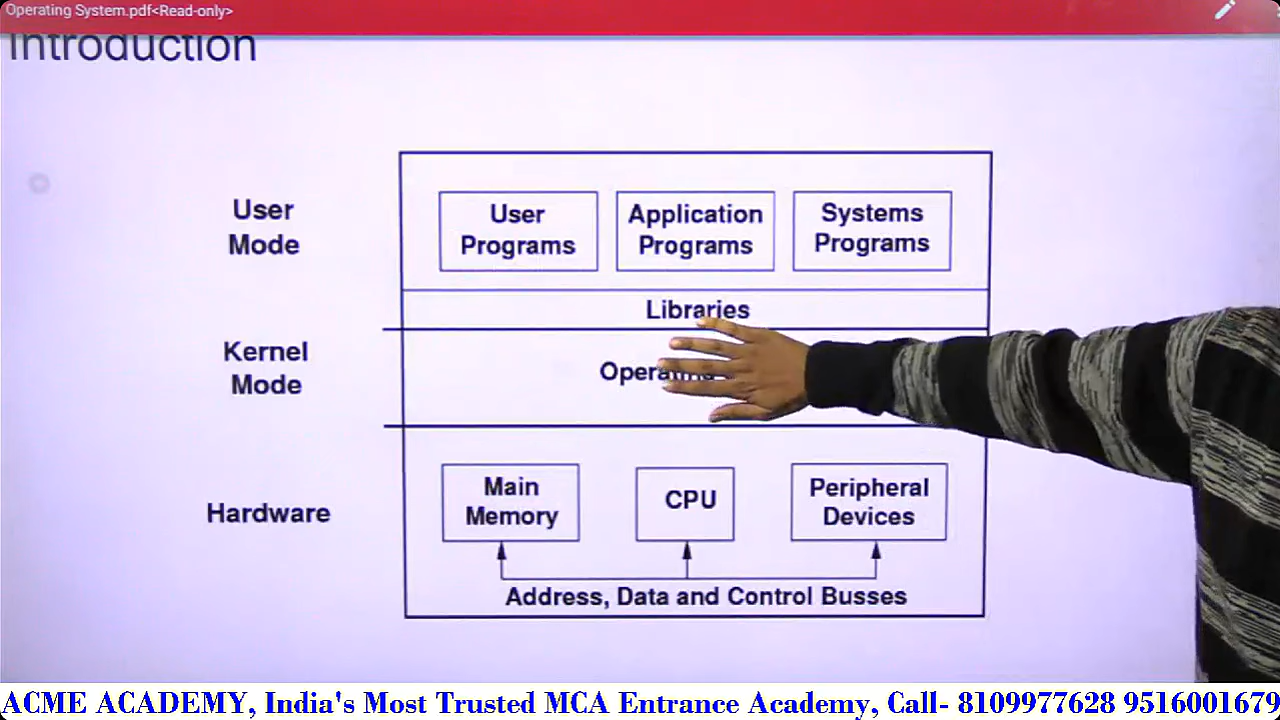 Operating System.pdf<Read-only>
Introduction
User
Mode
User
Programs
Application
Programs
Systems
Programs
Libraries
Kernel
Mode
Hardware
Main
Memory
CPU
Peripheral
Devices
Address, Data and Control Busses
ACME ACADEMY, India's Most Trusted MCA Entrance Academy, Call- 8109977628 9516001679